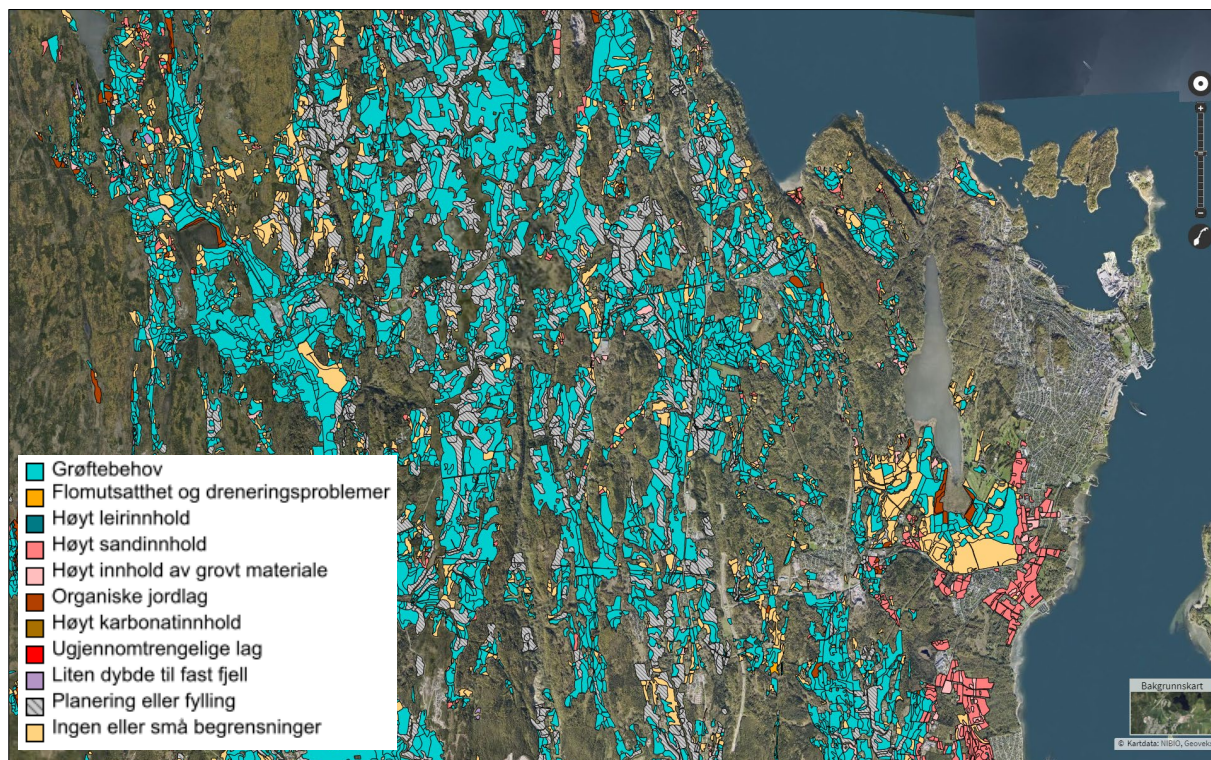 Grøftebehov
Flomutsatthet og dreneringsproblemer
Høyt leirinnhold
Høyt sandinnhold
Høyt innhold av grovt materiale
Organiske jordlag
Høyt karbonatinnhold
Ugjennomtrengelige lag
Liten dybde til fast fjell
Planering eller fylling
Ingen eller små begrensninger
Bakgrunnskart
© Kartdata: NIBIO, Geoveks